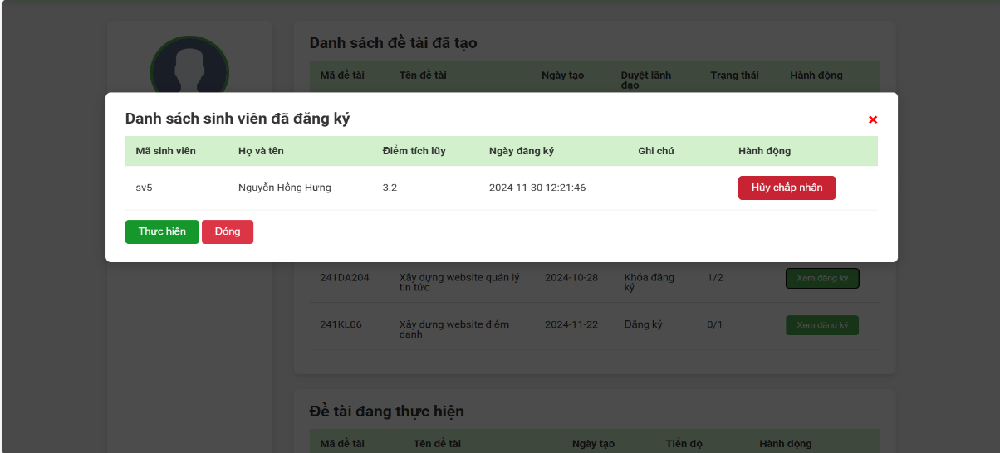 Danh sách đề tài đã tạo
Mã đề tài Tên đề tài Ngày tạo Duyệt lãnh đạo Trạng thái Hành động
Danh sách sinh viên đã đăng ký ×
Mã sinh viên Họ và tên Điểm tích lũy Ngày đăng ký Ghi chú Hành động
sv5 Nguyễn Hồng Hưng 3.2 2024-11-30 12:21:46 Hủy chấp nhận
Thực hiện Đóng
241DA204 Xây dựng website quản lý tin tức 2024-10-28 Khóa đăng ký 1/2 Xem đăng ký
241KL06 Xây dựng website điểm danh 2024-11-22 Đăng ký 0/1 Xem đăng ký
Đề tài đang thực hiện
Mã đề tài Tên đề tài Ngày tạo Tiến độ Hành động